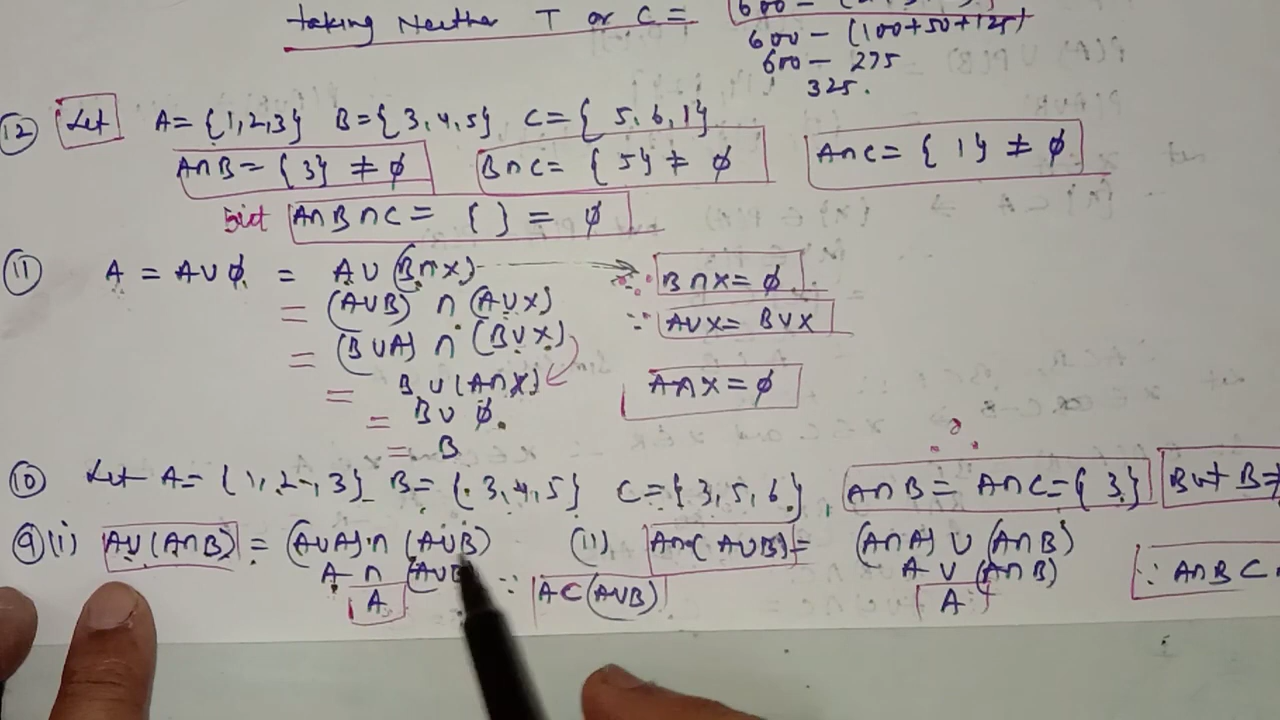 taking Neither T or C =
600 - (100+50+125)
600 - 275
325.
(12) Let A = {1,2,3} B = {3,4,5} C = { 5,6,1}
A∩B = {3} ≠ φ B∩C = {5} ≠ φ A∩C = { 1} ≠ φ
but A∩B∩C = { } = φ
(11) A = A∪φ = A∪(B∩X) ∵ B∩X = φ
= (A∪B) ∩ (A∪X) ∵ A∪X = B∪X
= (B∪A) ∩ (B∪X)
= B∪(A∩X) A∩X = φ
= B∪φ.
= B
(10) Let A = {1,2,3} B = {3,4,5} C = {3,5,6} A∩B = A∩C = {3} But B≠
(9)(i) A∪(A∩B) = (A∪A)∩(A∪B) (11) A∩(A∪B) = (A∩A)∪(A∩B)
A∩(A∪B ∵ A⊂(A∪B) A∪(A∩B) ∵ A∩B⊂
A A